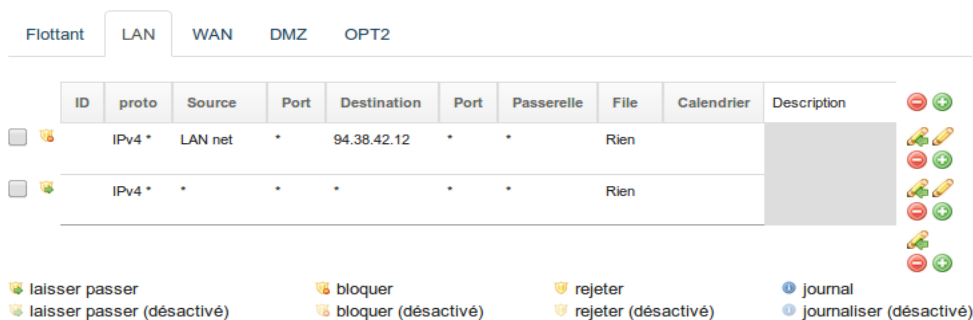 Flottant LAN WAN DMZ OPT2
ID proto Source Port Destination Port Passerelle File Calendrier Description
IPv4 * LAN net * 94.38.42.12 * * Rien
IPv4 * * * * * * Rien
laisser passer bloquer rejeter journal
laisser passer (désactivé) bloquer (désactivé) rejeter (désactivé) journaliser (désactivé)